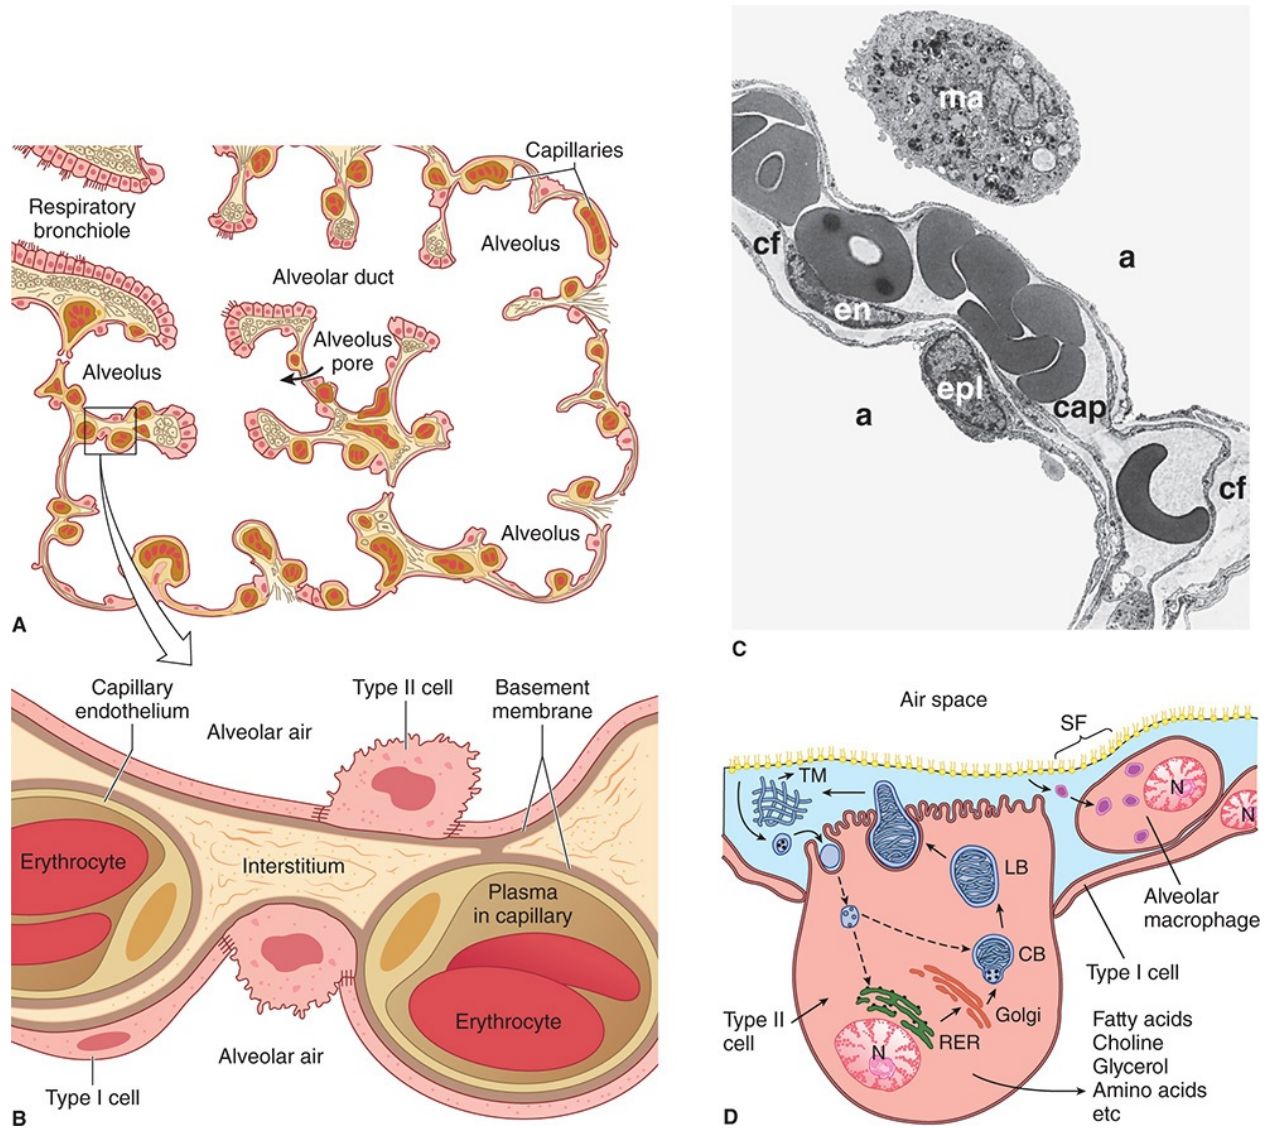 Capillaries
Respiratory
bronchiole
Alveolus
Alveolar duct
Alveolus
pore
Alveolus
Alveolus
A
ma
cf
a
en
epl
a
cap
cf
C
Capillary
endothelium
Type II cell
Basement
membrane
Alveolar air
Erythrocyte
Interstitium
Plasma
in capillary
Erythrocyte
Alveolar air
Type I cell
B
Air space
SF
TM
N
N
LB
Alveolar
macrophage
CB
Type I cell
Golgi
Type II
cell
RER
N
Fatty acids
Choline
Glycerol
Amino acids
etc
D